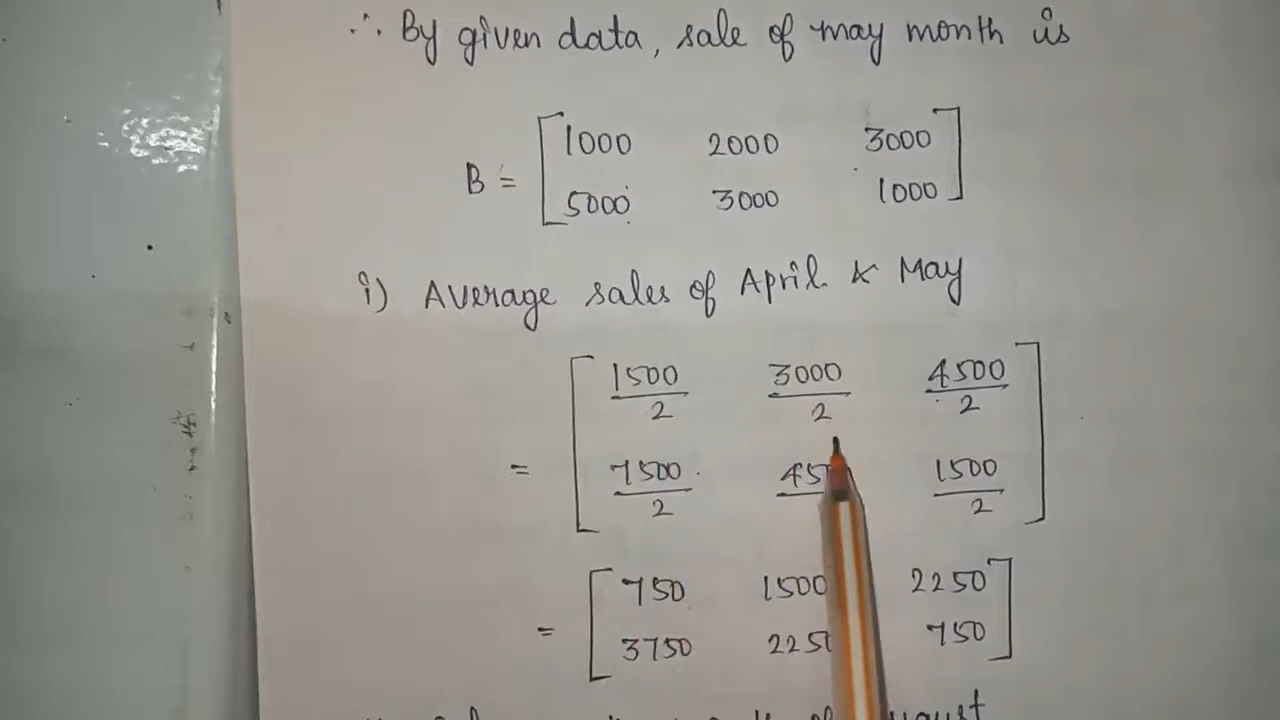 ∴ By given data, sale of may month is
B = [ 1000 2000 3000
5000 3000 1000 ]
i) Average sales of April & May
= [ 1500/2 3000/2 4500/2
7500/2 1500/2 ]
= [ 750 1500 2250
3750 750 ]
of